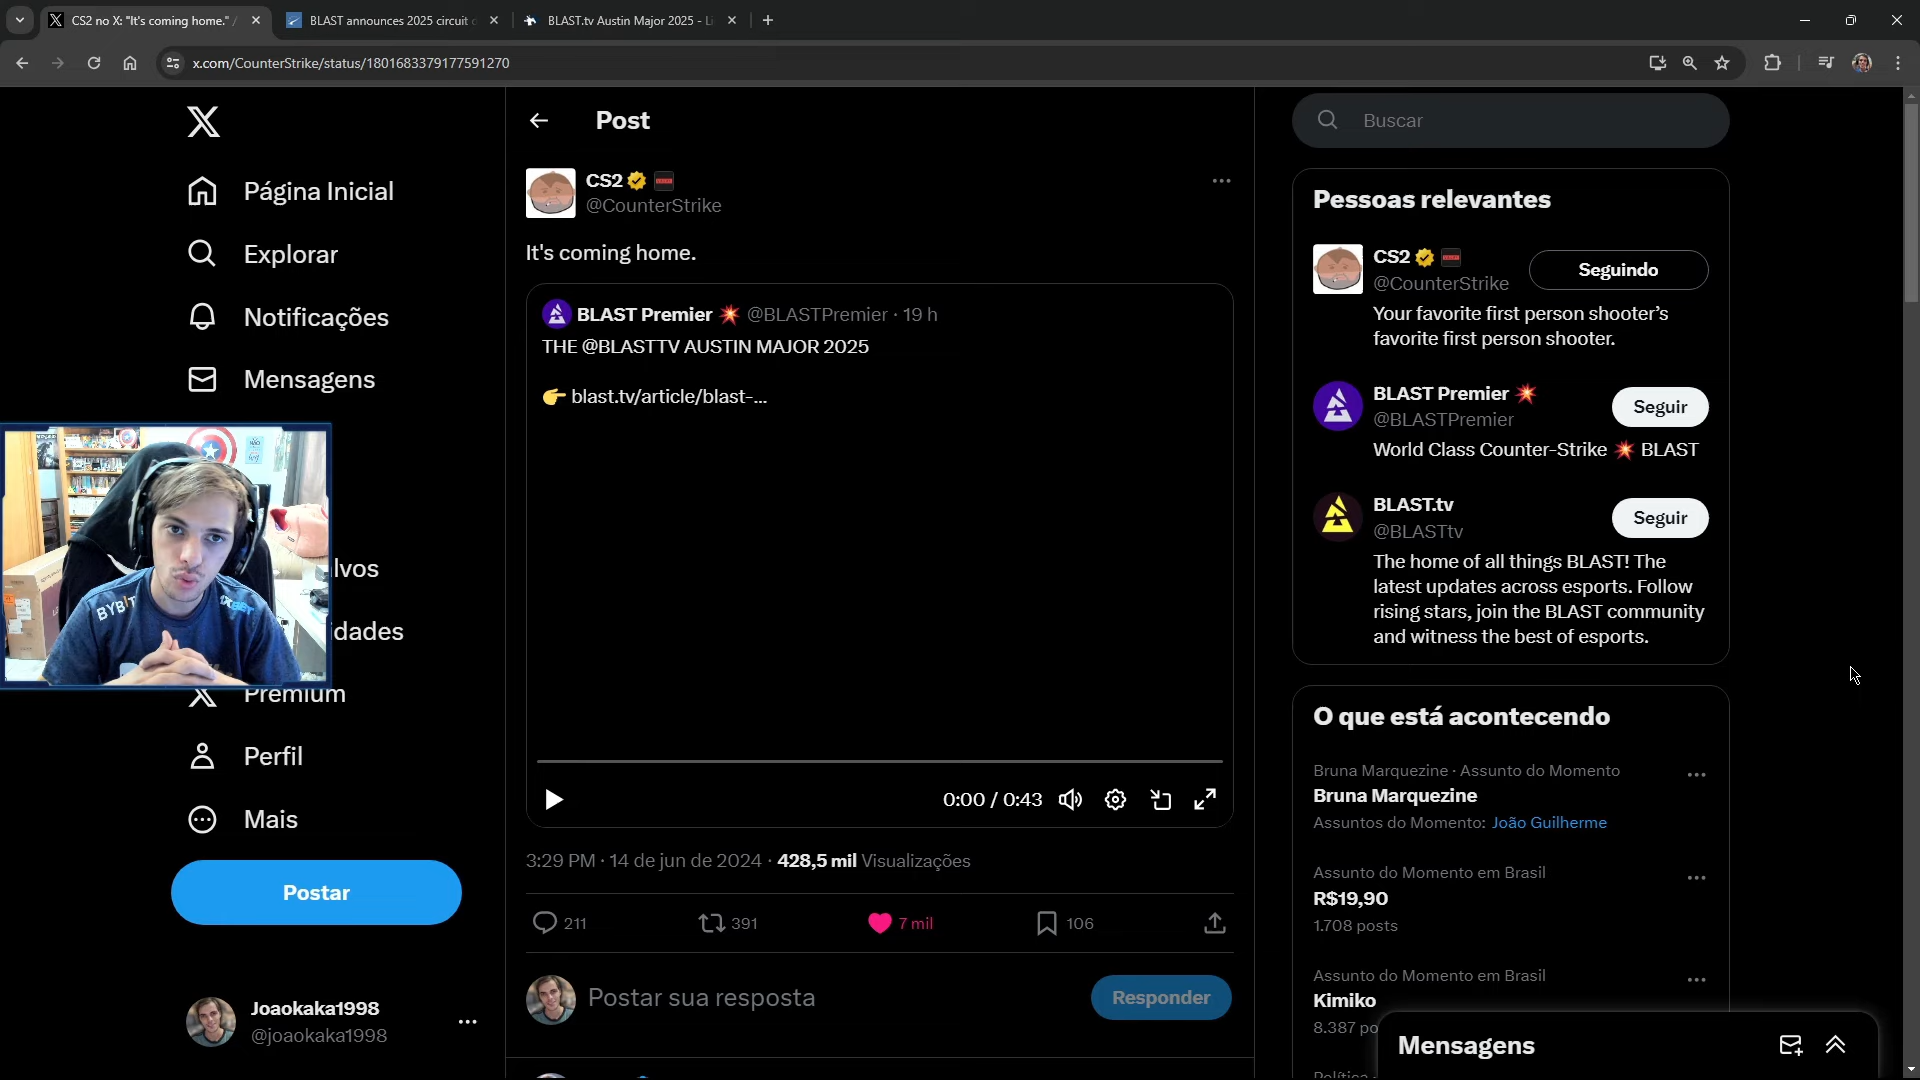 CS2 no X: "It's coming home." /
BLAST announces 2025 circuit
BLAST.tv Austin Major 2025 - Li
x.com/CounterStrike/status/1801683379177591270
Página Inicial
Explorar
Notificações
Mensagens
lvos
dades
Premium
Perfil
Mais
Postar
Joaokaka1998
@joaokaka1998
BYBIT
1XBET
Post
CS2
@CounterStrike
It's coming home.
BLAST Premier 💥 @BLASTPremier · 19 h
THE @BLASTTV AUSTIN MAJOR 2025
👉 blast.tv/article/blast-...
0:00 / 0:43
3:29 PM · 14 de jun de 2024 · 428,5 mil Visualizações
211
391
7 mil
106
Postar sua resposta
Responder
Buscar
Pessoas relevantes
CS2
@CounterStrike
Seguindo
Your favorite first person shooter's
favorite first person shooter.
BLAST Premier 💥
@BLASTPremier
Seguir
World Class Counter-Strike 💥 BLAST
BLAST.tv
@BLASTtv
Seguir
The home of all things BLAST! The
latest updates across esports. Follow
rising stars, join the BLAST community
and witness the best of esports.
O que está acontecendo
Bruna Marquezine · Assunto do Momento
Bruna Marquezine
Assuntos do Momento: João Guilherme
Assunto do Momento em Brasil
R$19,90
1.708 posts
Assunto do Momento em Brasil
Kimiko
8.387 po
Política
Mensagens